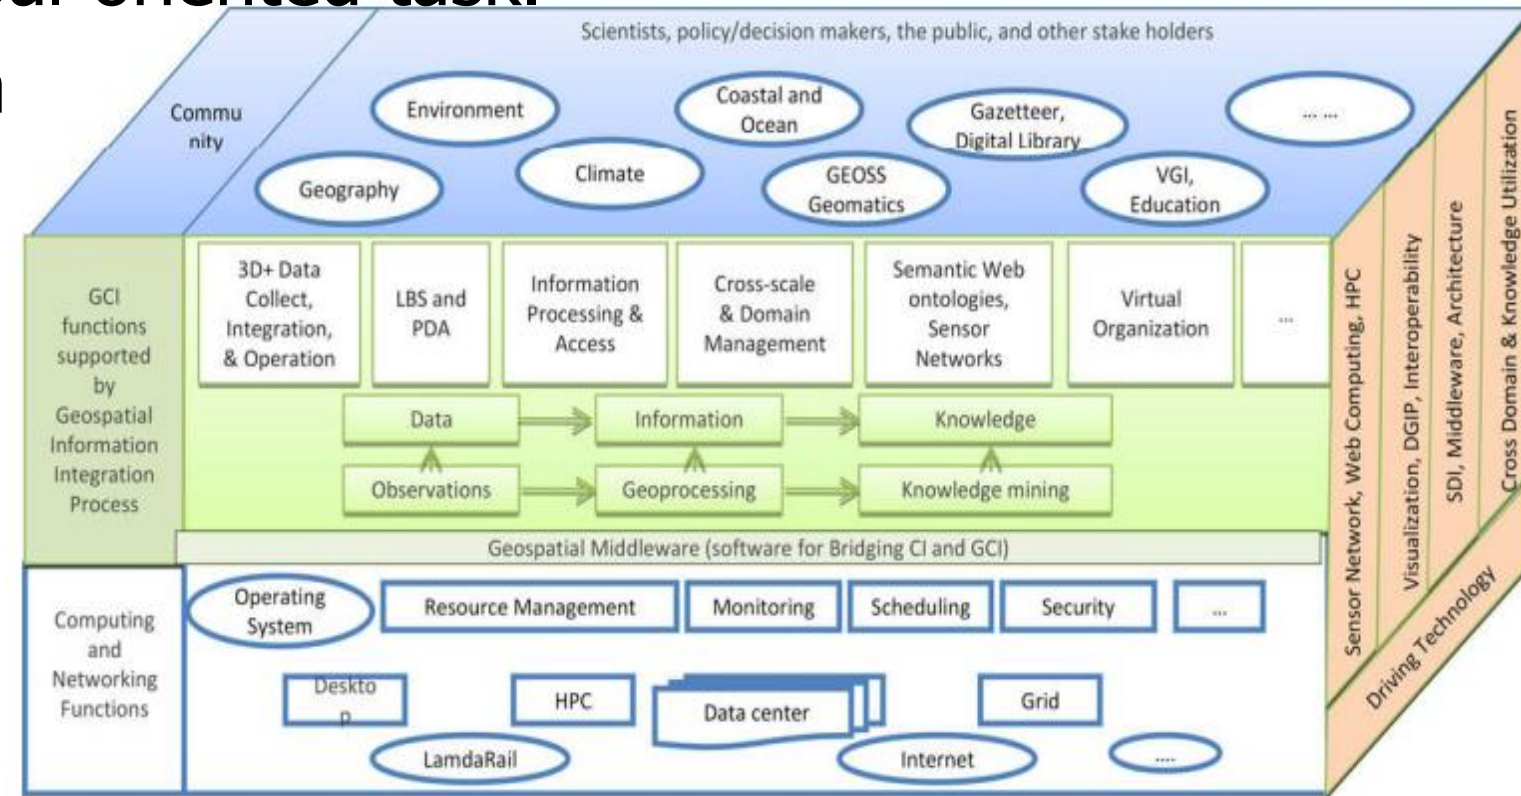 our oriented task.
Scientists, policy/decision makers, the public, and other stake holders
Commu
nity
Environment
Coastal and
Ocean
Gazetteer,
Digital Library
... ...
Geography
Climate
GEOSS
Geomatics
VGI,
Education
GCI
functions
supported
by
Geospatial
Information
Integration
Process
3D+ Data
Collect,
Integration,
& Operation
LBS and
PDA
Information
Processing &
Access
Cross-scale
& Domain
Management
Semantic Web
ontologies,
Sensor
Networks
Virtual
Organization
...
Data
Information
Knowledge
Observations
Geoprocessing
Knowledge mining
Geospatial Middleware (software for Bridging CI and GCI)
Computing
and
Networking
Functions
Operating
System
Resource Management
Monitoring
Scheduling
Security
...
Deskto
p
HPC
Data center
Grid
LamdaRail
Internet
....
Sensor Network, Web Computing, HPC
Visualization, DGIP, Interoperability
SDI, Middleware, Architecture
Cross Domain & Knowledge Utilization
Driving Technology